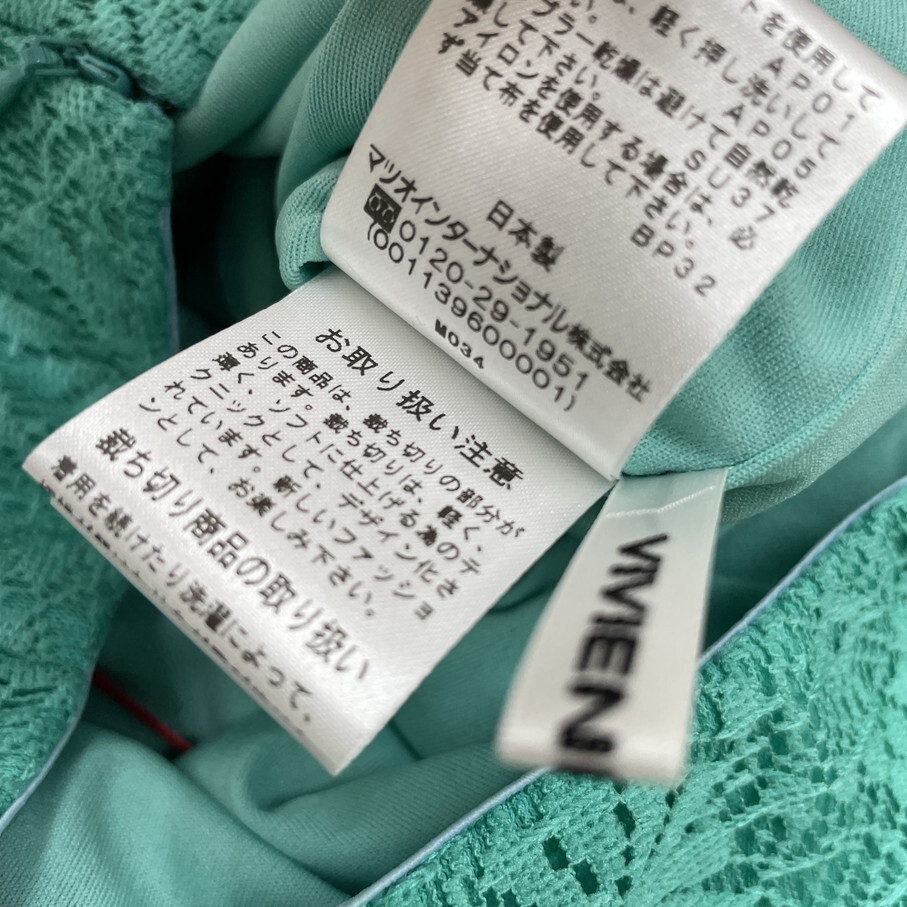 トを使用して
は、軽く押し洗いして
い。 AP01
AP05
ブラー乾燥は避けて自然乾
して下さい。 SU37
アイロンを使用する場合は、必
ず当て布を使用して下さい。
BP32
日本製
マツオインターナショナル株式会社
0120-29-1951
(00113960000­1)
M034
お取り扱い注意
この商品は、裁ち切りの部分が
あります。裁ち切りは、軽く、
薄く、ソフトに仕上げる為のテ
クニックとして、デザイン化さ
れています。新しいファッショ
ンとして、お楽しみ下さい。
裁ち切り商品の取り扱い
着用を続けたり洗濯によって、
VIVIEN